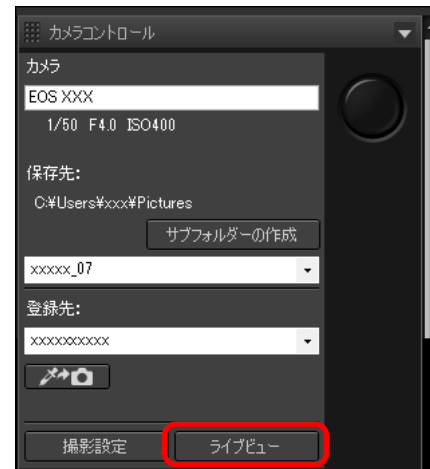 カメラコントロール
カメラ
EOS XXX
1/50 F4.0 ISO400
保存先:
C:¥Users¥xxx¥Pictures
サブフォルダーの作成
xxxxx_07
登録先:
xxxxxxxxxx
撮影設定
ライブビュー